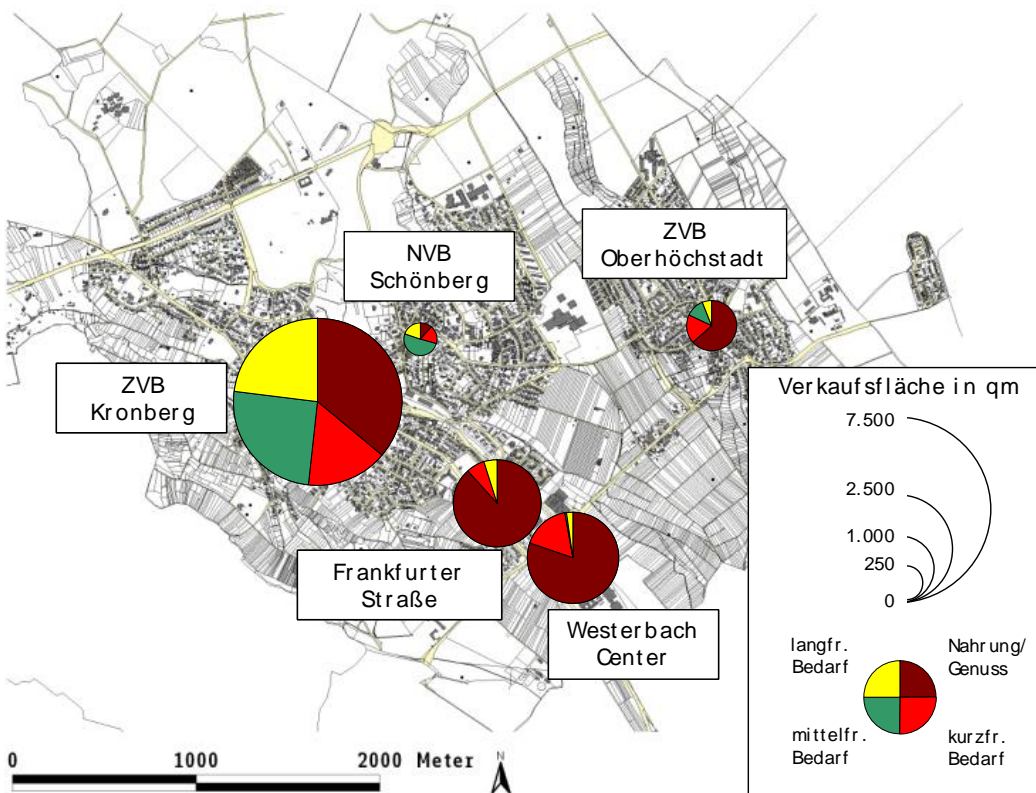 NVB
Schönberg
ZVB
Oberhöchstadt
ZVB
Kronberg
Frankfurter
Straße
Westerbach
Center
Verkaufsfläche in qm
7.500
2.500
1.000
250
0
langfr.
Bedarf
Nahrung/
Genuss
mittelfr.
Bedarf
kurzfr.
Bedarf
0 1000 2000 Meter
N